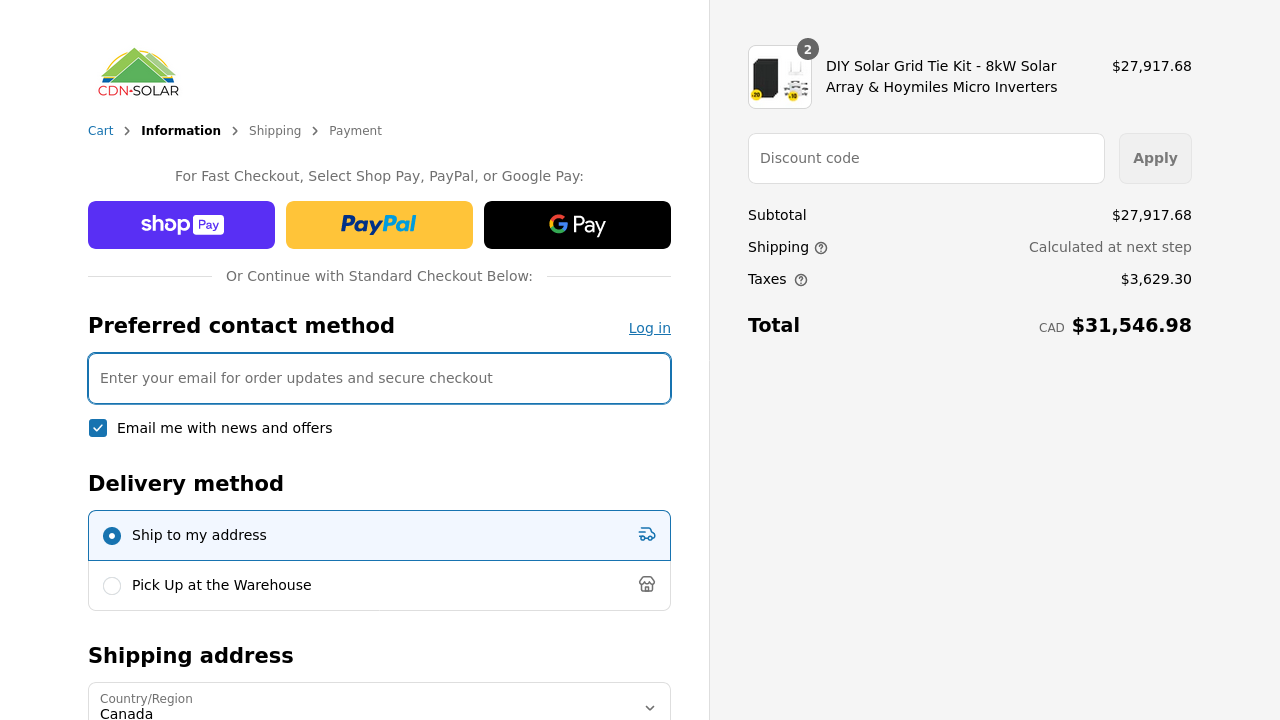 CDN-SOLAR
Cart
Information
Shipping
Payment
For Fast Checkout, Select Shop Pay, PayPal, or Google Pay:
shop Pay
PayPal
G Pay
Or Continue with Standard Checkout Below:
Preferred contact method
Log in
Enter your email for order updates and secure checkout
Email me with news and offers
Delivery method
Ship to my address
Pick Up at the Warehouse
Shipping address
Country/Region
Canada
2
DIY Solar Grid Tie Kit - 8kW Solar
Array & Hoymiles Micro Inverters
$27,917.68
Discount code
Apply
Subtotal
$27,917.68
Shipping
Calculated at next step
Taxes
$3,629.30
Total
CAD $31,546.98